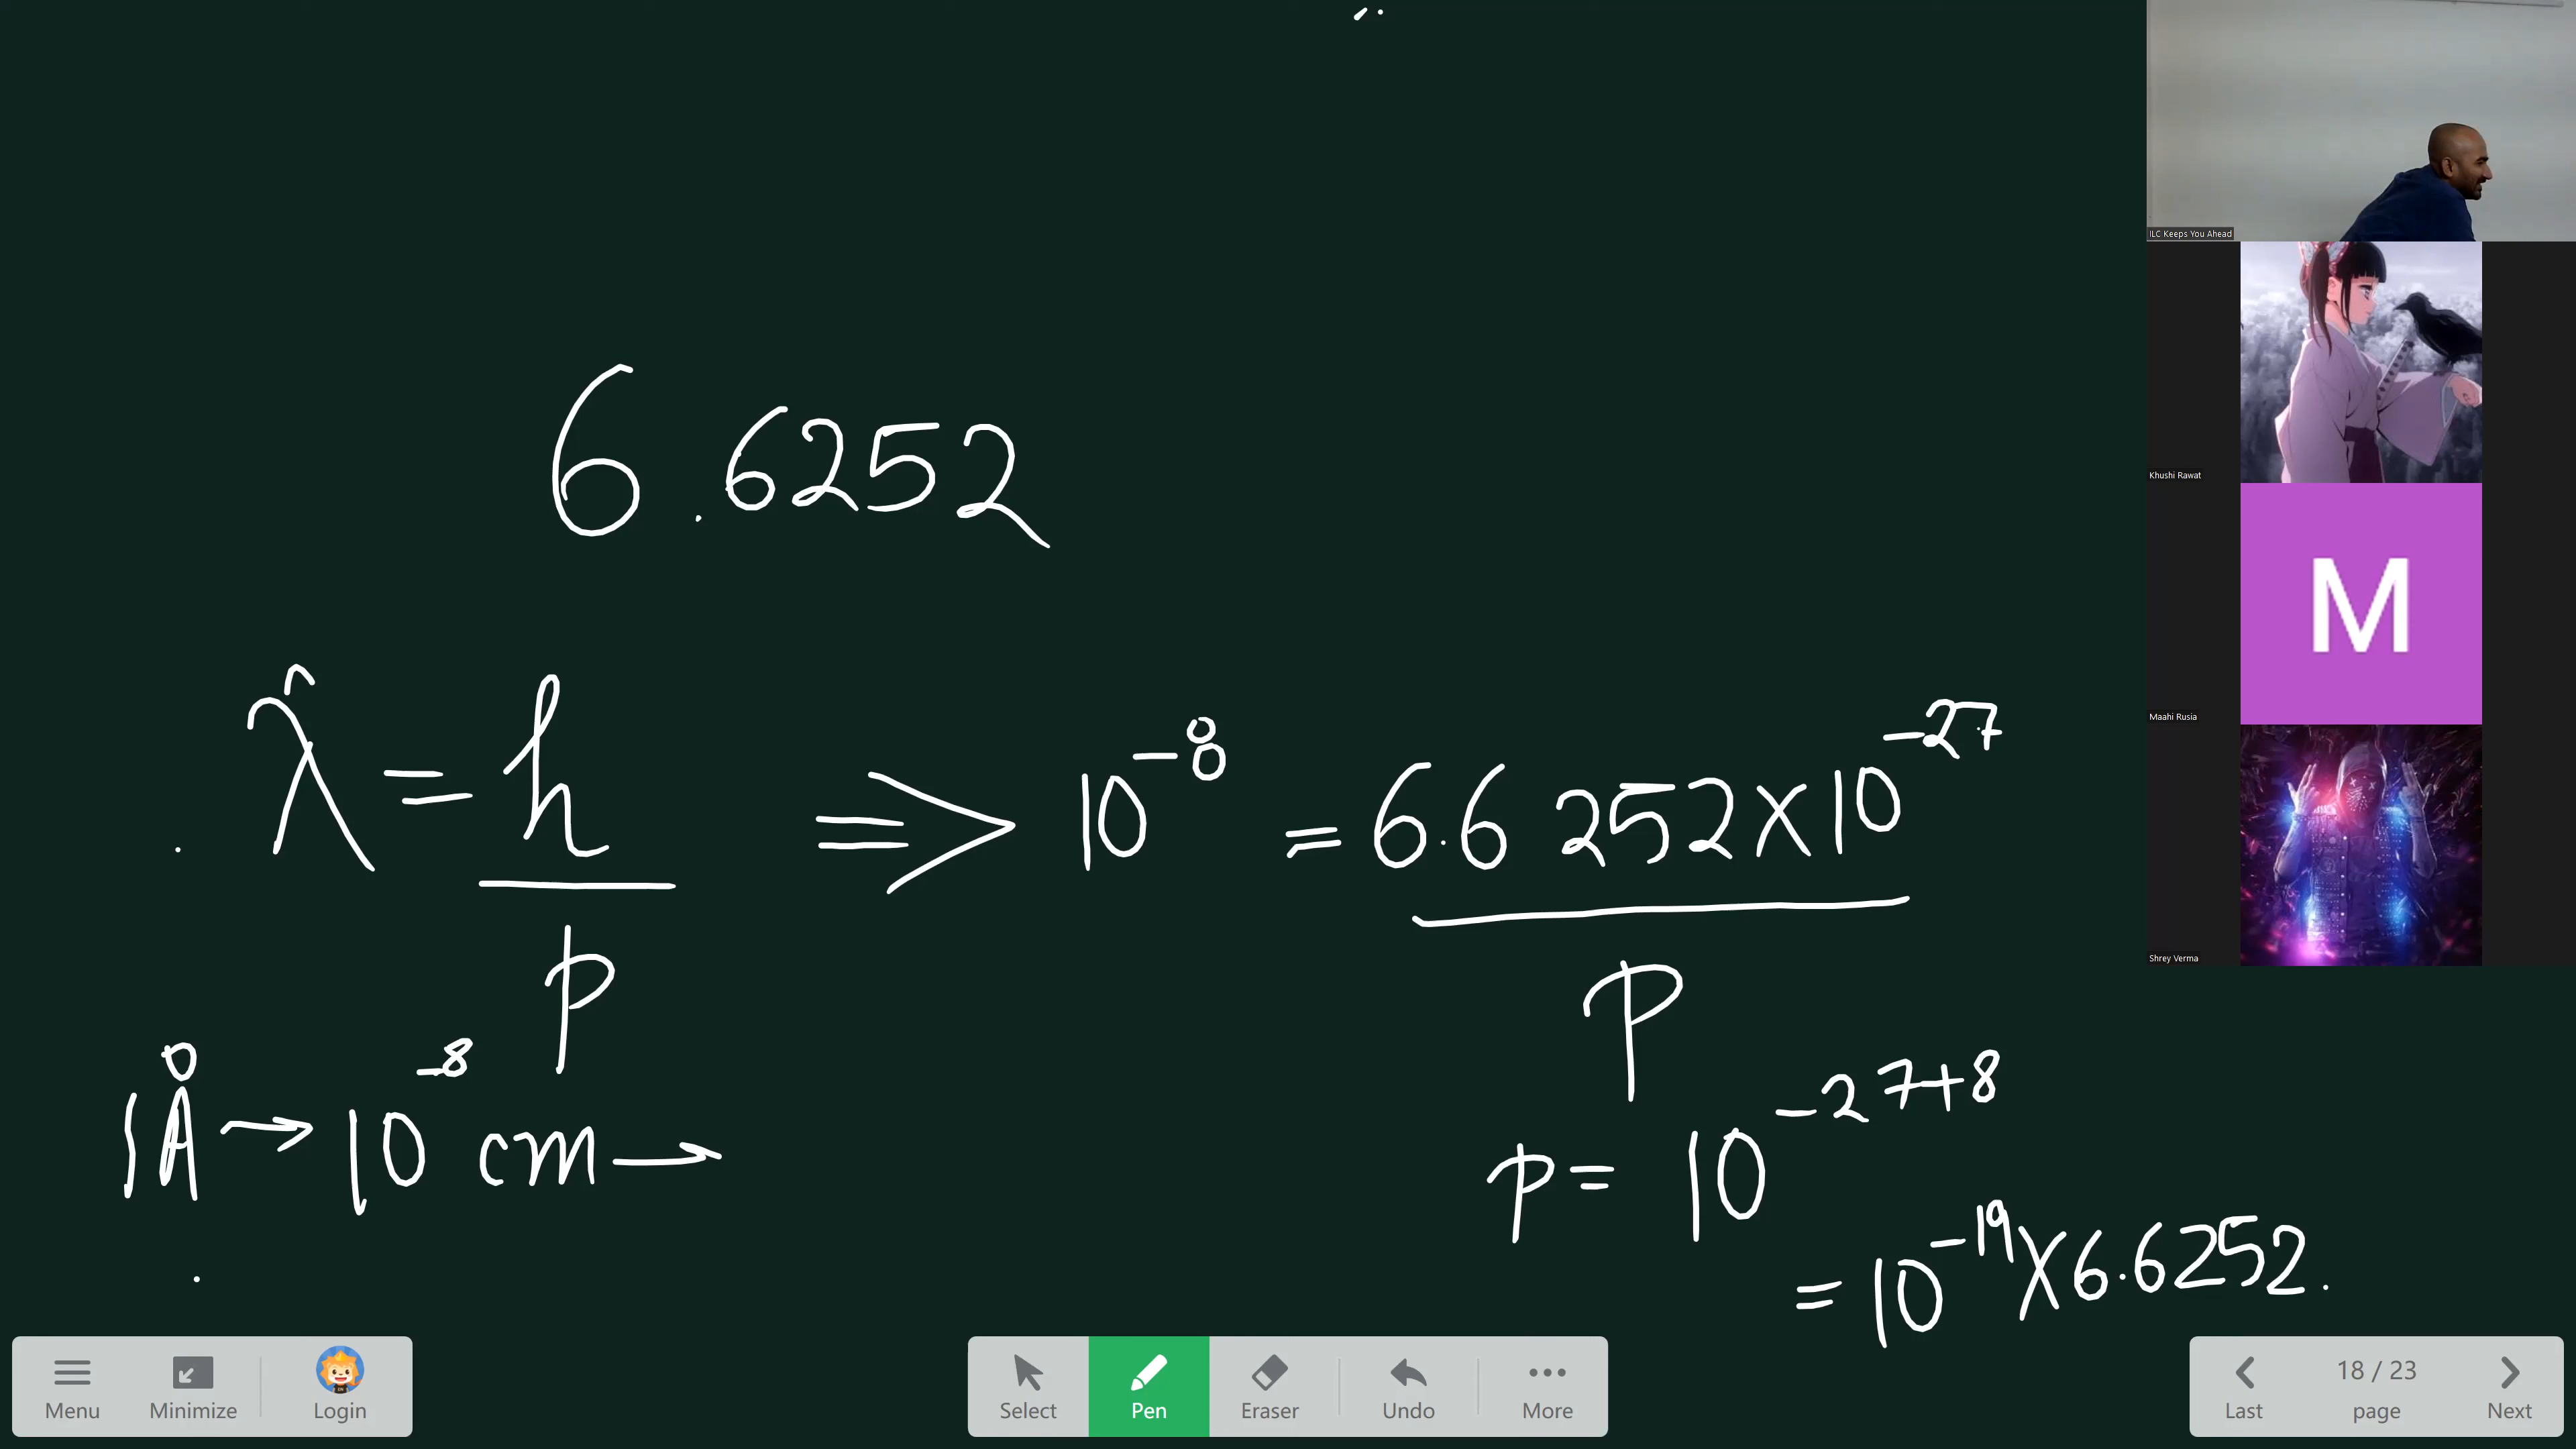 6.6252
λ = h / p ⇒ 10⁻⁸ = 6.6252×10⁻²⁷ / p
1Å → 10⁻⁸ cm →
p = 10⁻²⁷⁺⁸
= 10⁻¹⁹ × 6.6252.
ILC Keeps You Ahead
Khushi Rawat
M
Maahi Rusia
Shrey Verma
Menu
Minimize
Login
Select
Pen
Eraser
Undo
More
Last
18 / 23
page
Next